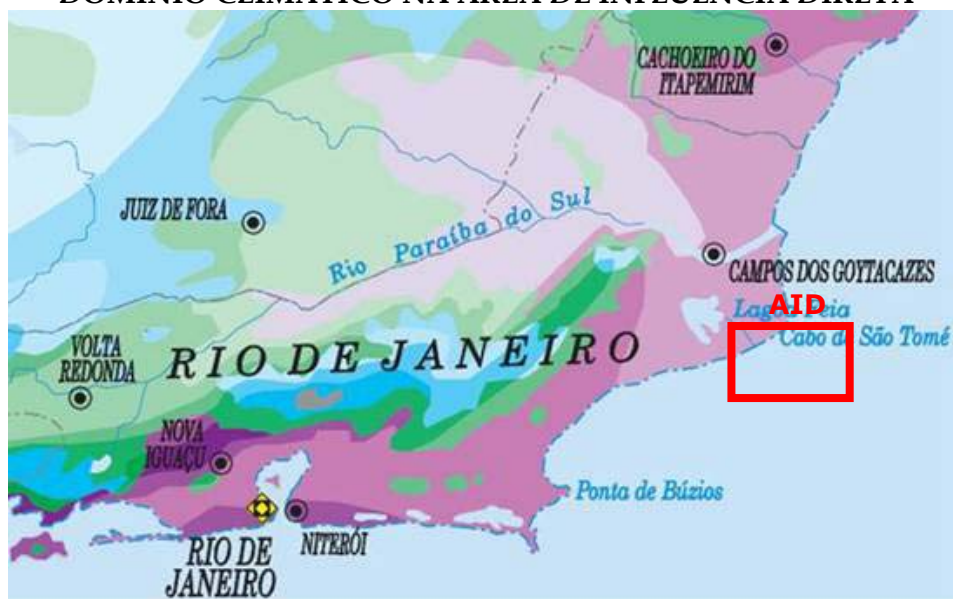 DOMÍNIO CLIMÁTICO NA ÁREA DE INFLUÊNCIA DIRETA
CACHOEIRO DO
ITAPEMIRIM
JUIZ DE FORA
Rio Paraíba do Sul
CAMPOS DOS GOYTACAZES
AID
Lagoa Feia
Cabo de São Tomé
VOLTA
REDONDA
RIO DE JANEIRO
NOVA
IGUAÇU
Ponta de Búzios
NITERÓI
RIO DE
JANEIRO